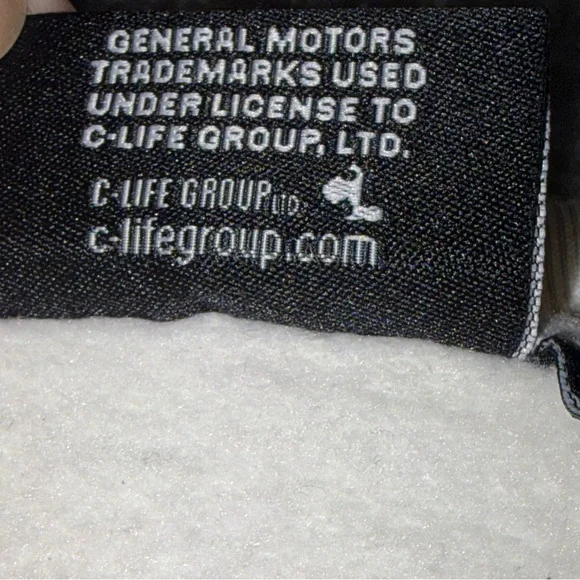 GENERAL MOTORS
TRADEMARKS USED
UNDER LICENSE TO
C-LIFE GROUP, LTD.
C-LIFE GROUP LTD.
c-lifegroup.com